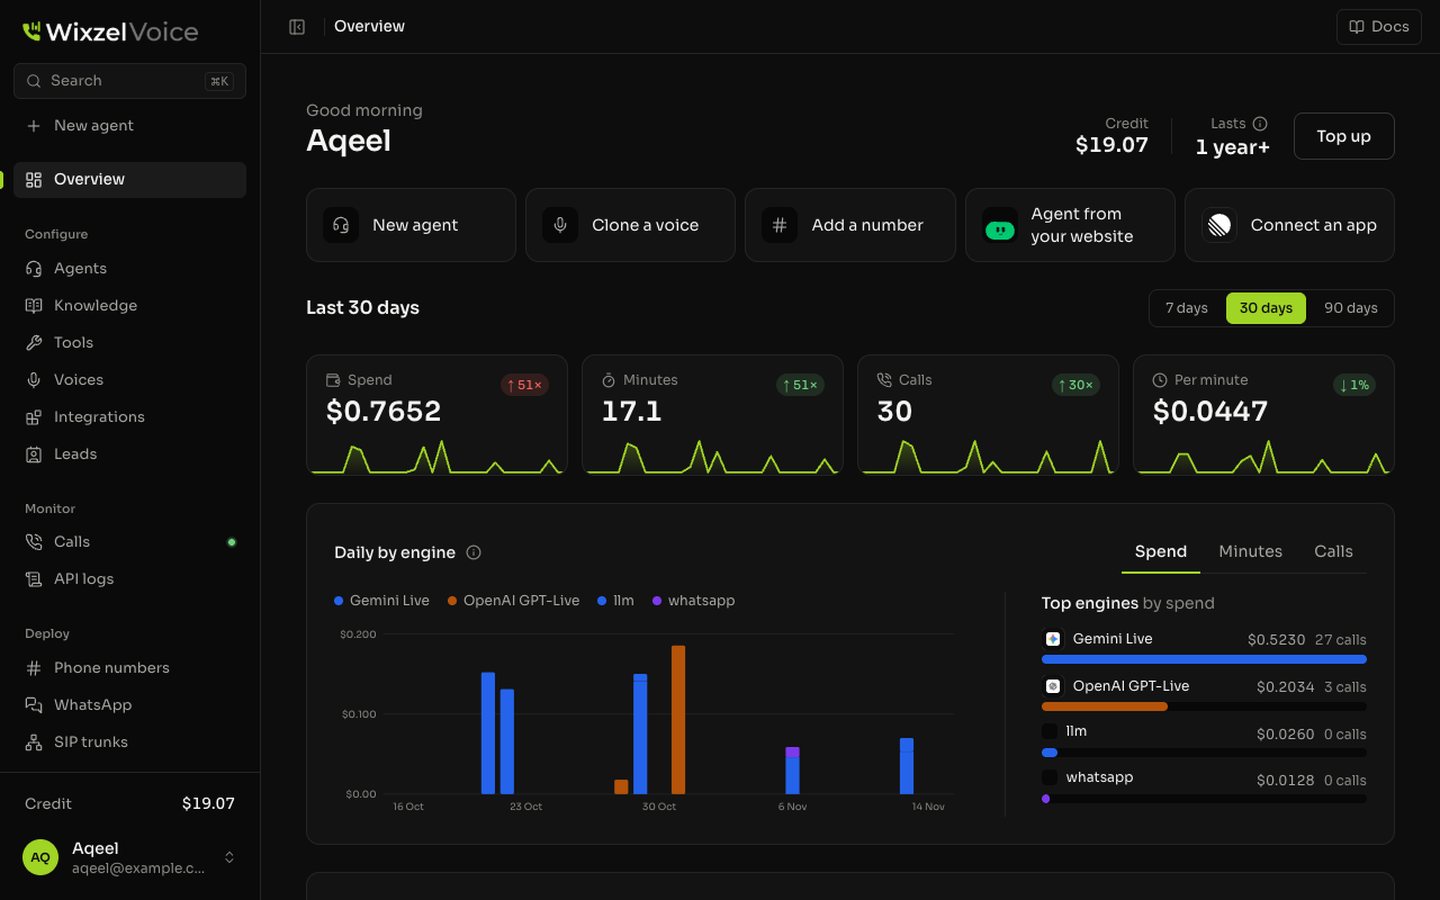 WixzelVoice
Search ⌘K
New agent
Overview
Configure
Agents
Knowledge
Tools
Voices
Integrations
Leads
Monitor
Calls
API logs
Deploy
Phone numbers
WhatsApp
SIP trunks
Credit $19.07
AQ
Aqeel
aqeel@example.c...
Overview
Docs
Good morning
Aqeel
Credit
$19.07
Lasts
1 year+
Top up
New agent
Clone a voice
Add a number
Agent from
your website
Connect an app
Last 30 days
7 days 30 days 90 days
Spend ↑51×
$0.7652
Minutes ↑51×
17.1
Calls ↑30×
30
Per minute ↓1%
$0.0447
Daily by engine
Spend Minutes Calls
Gemini Live OpenAI GPT-Live llm whatsapp
$0.200
$0.100
$0.00
16 Oct 23 Oct 30 Oct 6 Nov 14 Nov
Top engines by spend
Gemini Live $0.5230 27 calls
OpenAI GPT-Live $0.2034 3 calls
llm $0.0260 0 calls
whatsapp $0.0128 0 calls